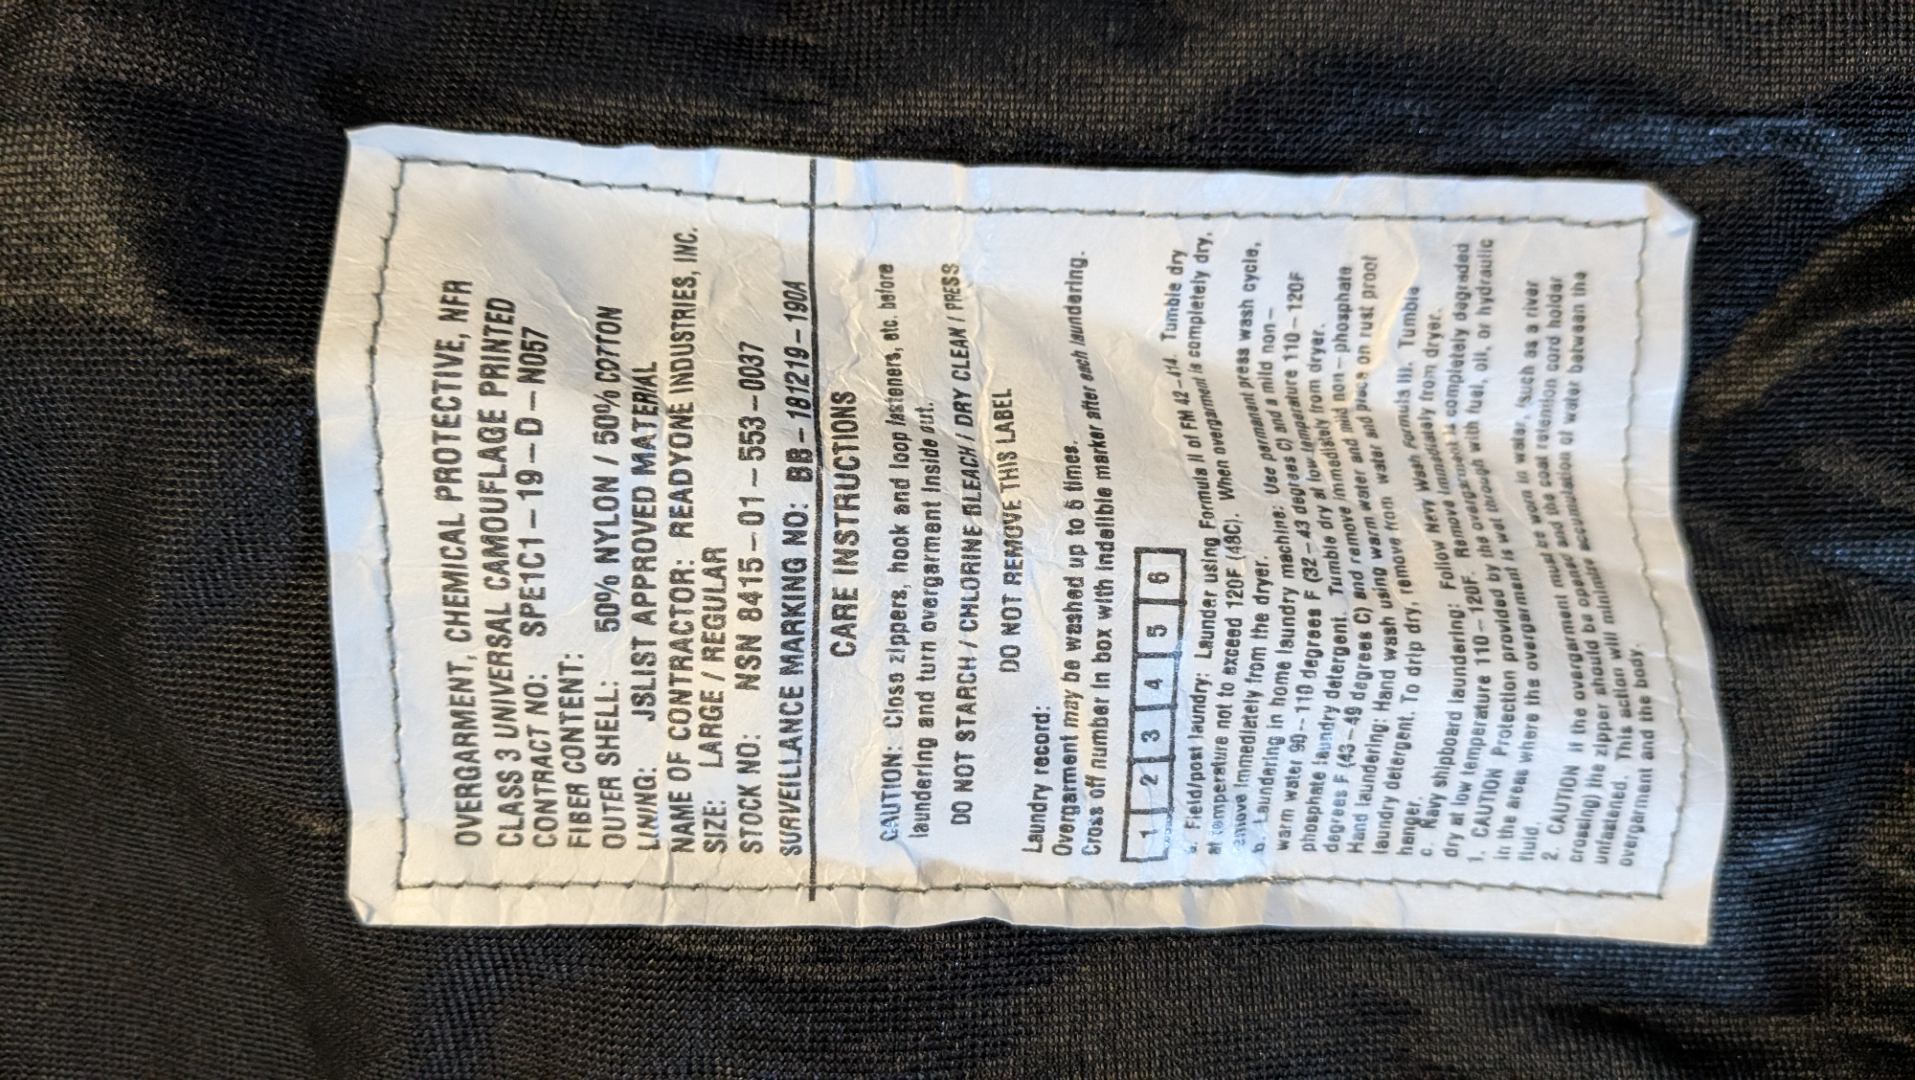 OVERGARMENT, CHEMICAL PROTECTIVE, NFR
CLASS 3 UNIVERSAL CAMOUFLAGE PRINTED
CONTRACT NO: SPE1C1-19-D-N057
FIBER CONTENT:
OUTER SHELL: 50% NYLON / 50% COTTON
LINING: JSLIST APPROVED MATERIAL
NAME OF CONTRACTOR: READYONE INDUSTRIES, INC.
SIZE: LARGE / REGULAR
STOCK NO: NSN 8415-01-553-0037
SURVEILLANCE MARKING NO: BB-181219-190A
CARE INSTRUCTIONS
CAUTION: Close zippers, hook and loop fasteners, etc. before
laundering and turn overgarment inside out.
DO NOT STARCH / CHLORINE BLEACH / DRY CLEAN / PRESS
DO NOT REMOVE THIS LABEL
Laundry record:
Overgarment may be washed up to 6 times.
Cross off number in box with indelible marker after each laundering.
1 2 3 4 5 6
a. Field/post laundry: Launder using Formula II of FM 42-414. Tumble dry
at temperature not to exceed 120F (48C). When overgarment is completely dry,
remove immediately from the dryer.
b. Laundering in home laundry machine: Use permanent press wash cycle,
warm water 90-110 degrees F (32-43 degrees C) and a mild non-
phosphate laundry detergent. Tumble dry at low temperature 110-120F
degrees F (43-49 degrees C) and remove immediately from dryer.
Hand laundering: Hand wash using warm water and mild non-phosphate
laundry detergent. To drip dry, remove from water and place on rust proof
hanger.
c. Navy shipboard laundering: Follow Navy Wash Formula III. Tumble
dry at low temperature 110-120F. Remove immediately from dryer.
1. CAUTION Protection provided by the overgarment is completely degraded
in the areas where the overgarment is wet through with fuel, oil, or hydraulic
fluid.
2. CAUTION If the overgarment must be worn in water, (such as a river
crossing) the zipper should be opened and the coat retention cord holder
unfastened. This action will minimize accumulation of water between the
overgarment and the body.